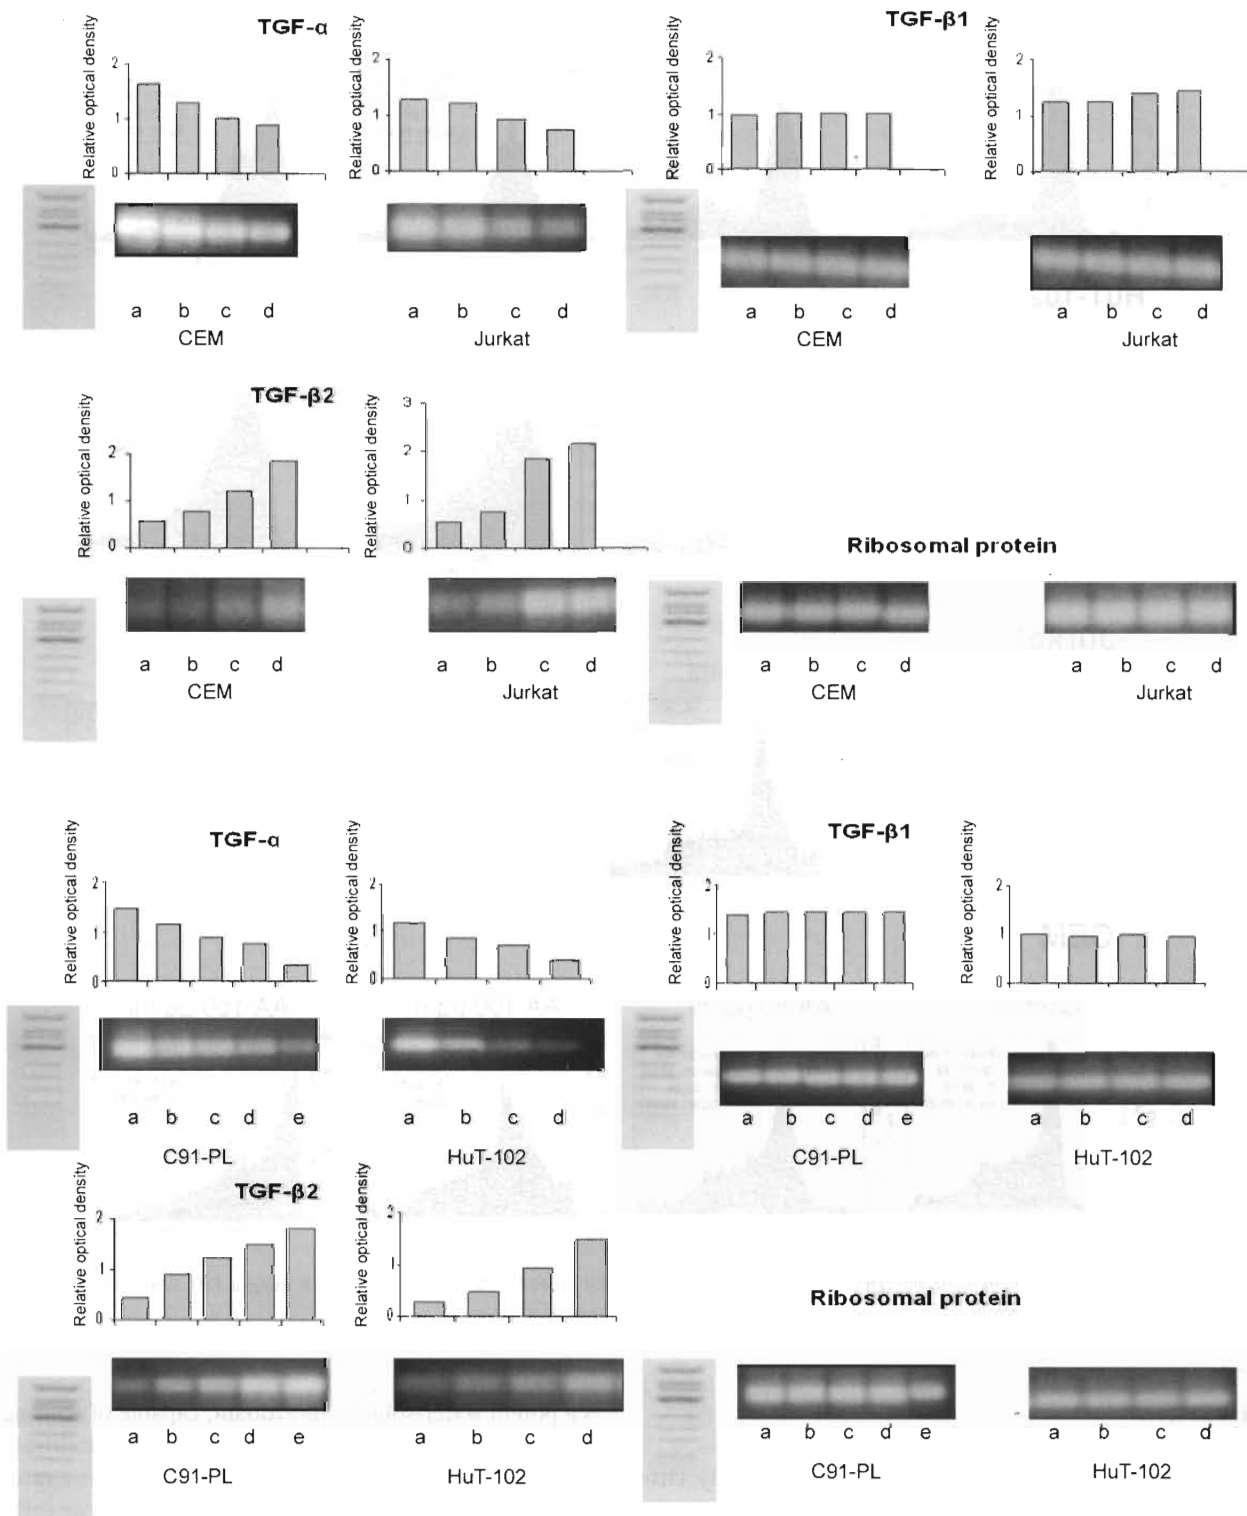 TGF-α
TGF-β1
Relative optical density
2
1
0
Relative optical density
2
1
0
Relative optical density
2
1
0
Relative optical density
2
1
0
a b c d
CEM
a b c d
Jurkat
a b c d
CEM
a b c d
Jurkat
TGF-β2
Relative optical density
2
1
0
Relative optical density
3
2
1
0
Ribosomal protein
a b c d
CEM
a b c d
Jurkat
a b c d
CEM
a b c d
Jurkat
TGF-α
TGF-β1
Relative optical density
2
1
0
Relative optical density
2
1
0
Relative optical density
2
1
0
Relative optical density
2
1
0
a b c d e
C91-PL
a b c d
HuT-102
a b c d e
C91-PL
a b c d
HuT-102
TGF-β2
Relative optical density
2
1
0
Relative optical density
2
1
0
Ribosomal protein
a b c d e
C91-PL
a b c d
HuT-102
a b c d e
C91-PL
a b c d
HuT-102